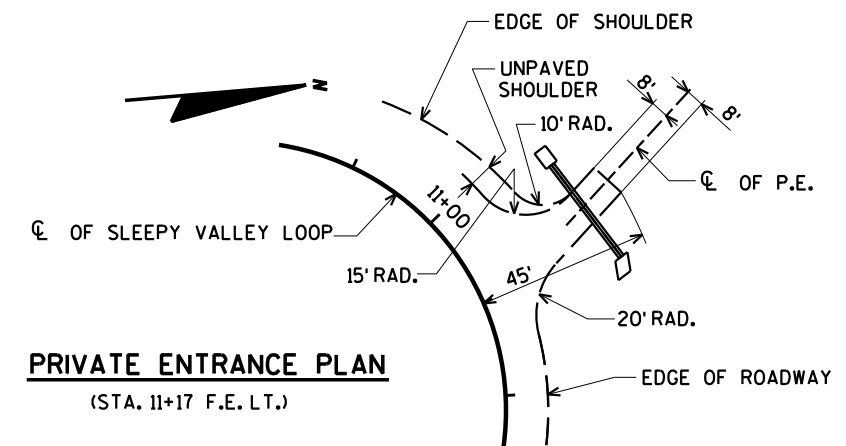 EDGE OF SHOULDER
N
UNPAVED
SHOULDER
8'
8'
10' RAD.
11+00
℄ OF P.E.
℄ OF SLEEPY VALLEY LOOP
15' RAD.
45'
20' RAD.
PRIVATE ENTRANCE PLAN
EDGE OF ROADWAY
(STA. 11+17 F.E. LT.)